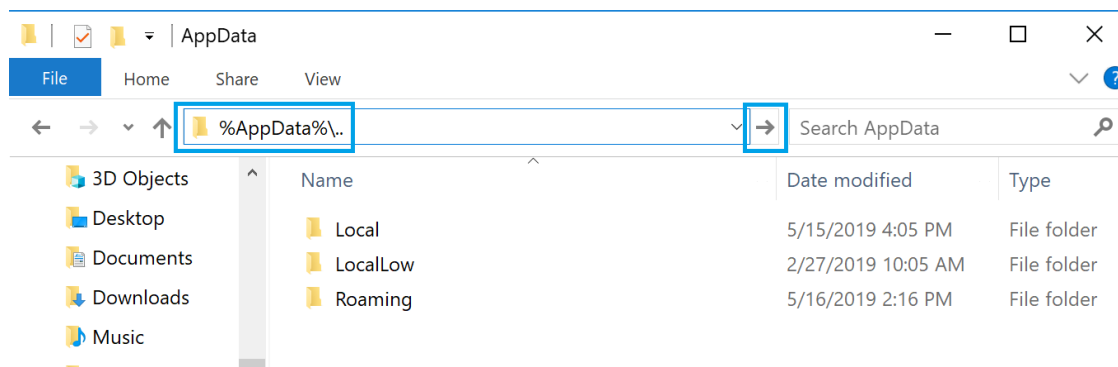 AppData
File Home Share View ?
%AppData%\.. Search AppData
3D Objects Name Date modified Type
Desktop Local 5/15/2019 4:05 PM File folder
Documents LocalLow 2/27/2019 10:05 AM File folder
Downloads Roaming 5/16/2019 2:16 PM File folder
Music